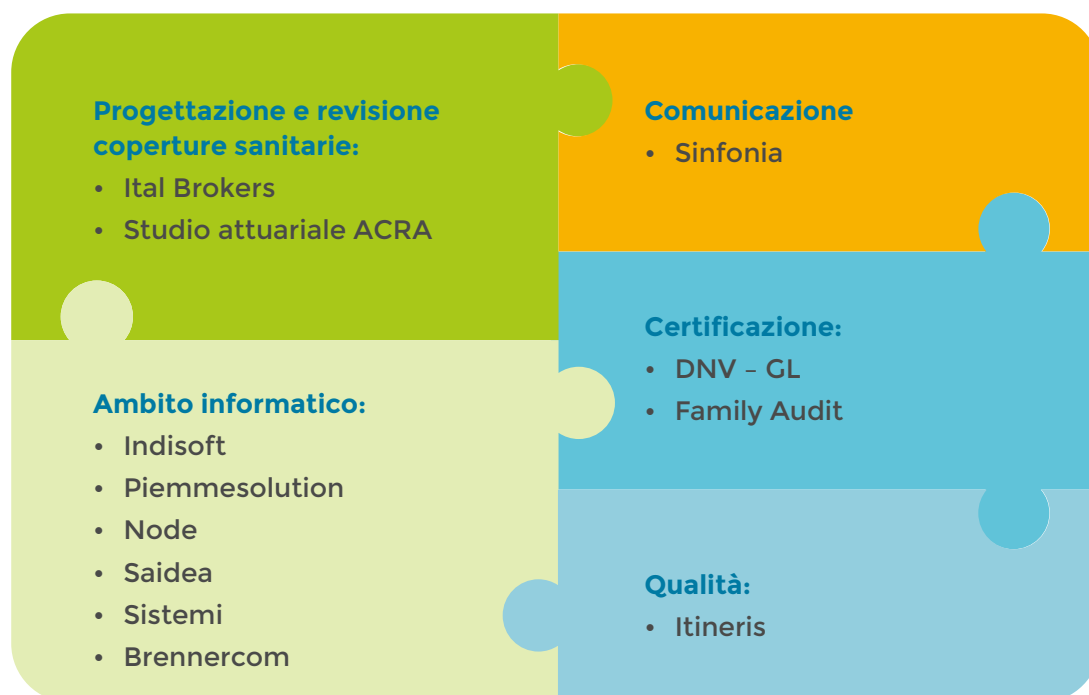 Progettazione e revisione
coperture sanitarie:
• Ital Brokers
• Studio attuariale ACRA
Comunicazione
• Sinfonia
Ambito informatico:
• Indisoft
• Piemmesolution
• Node
• Saidea
• Sistemi
• Brennercom
Certificazione:
• DNV – GL
• Family Audit
Qualità:
• Itineris